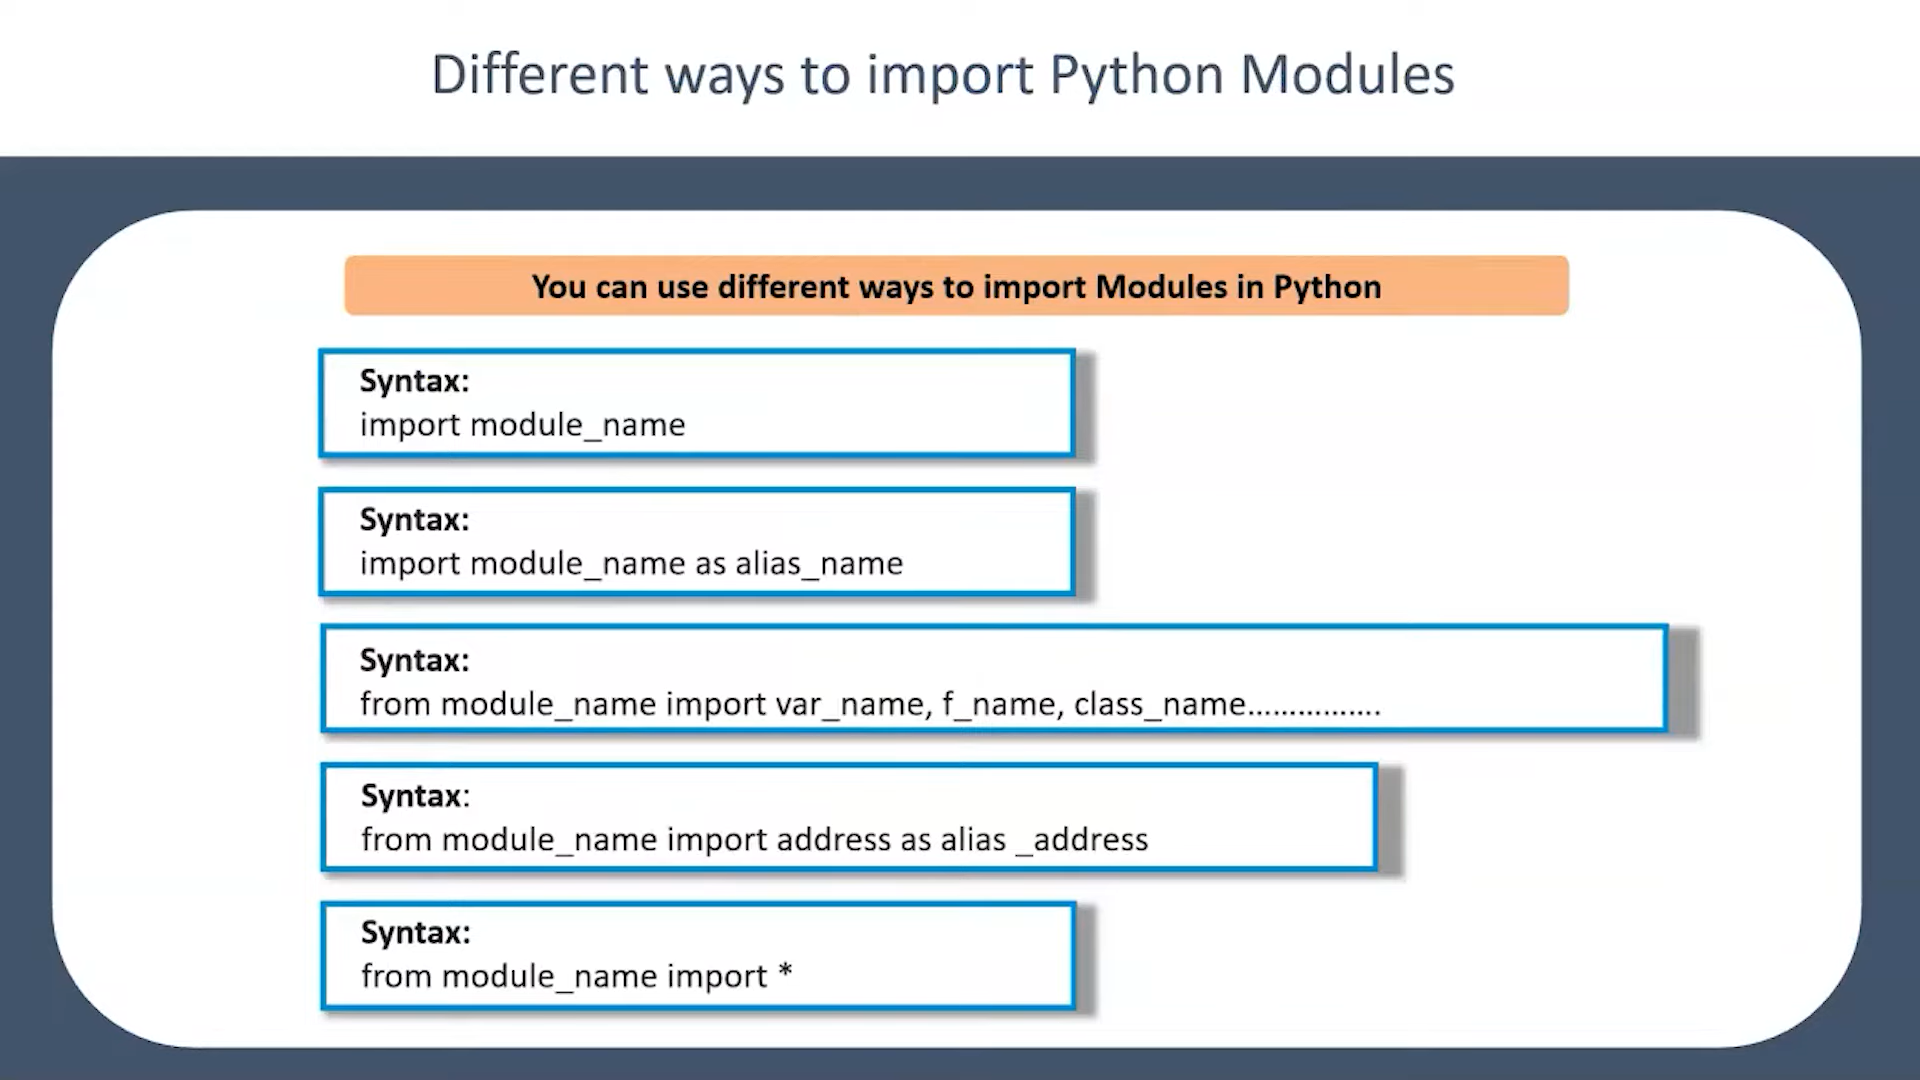 Different ways to import Python Modules
You can use different ways to import Modules in Python
Syntax:
import module_name
Syntax:
import module_name as alias_name
Syntax:
from module_name import var_name, f_name, class_name................
Syntax:
from module_name import address as alias _address
Syntax:
from module_name import *